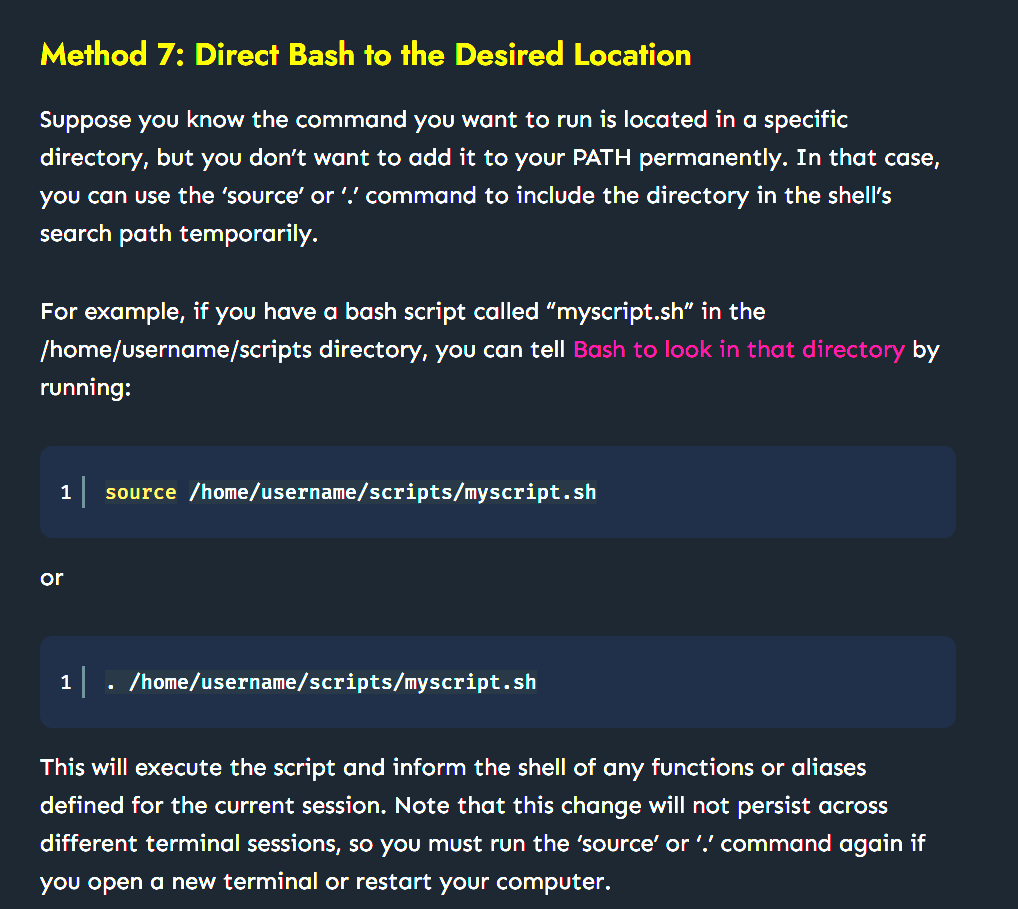 Method 7: Direct Bash to the Desired Location
Suppose you know the command you want to run is located in a specific
directory, but you don’t want to add it to your PATH permanently. In that case,
you can use the ‘source’ or ‘.’ command to include the directory in the shell’s
search path temporarily.
For example, if you have a bash script called “myscript.sh” in the
/home/username/scripts directory, you can tell Bash to look in that directory by
running:
1 source /home/username/scripts/myscript.sh
or
1 . /home/username/scripts/myscript.sh
This will execute the script and inform the shell of any functions or aliases
defined for the current session. Note that this change will not persist across
different terminal sessions, so you must run the ‘source’ or ‘.’ command again if
you open a new terminal or restart your computer.